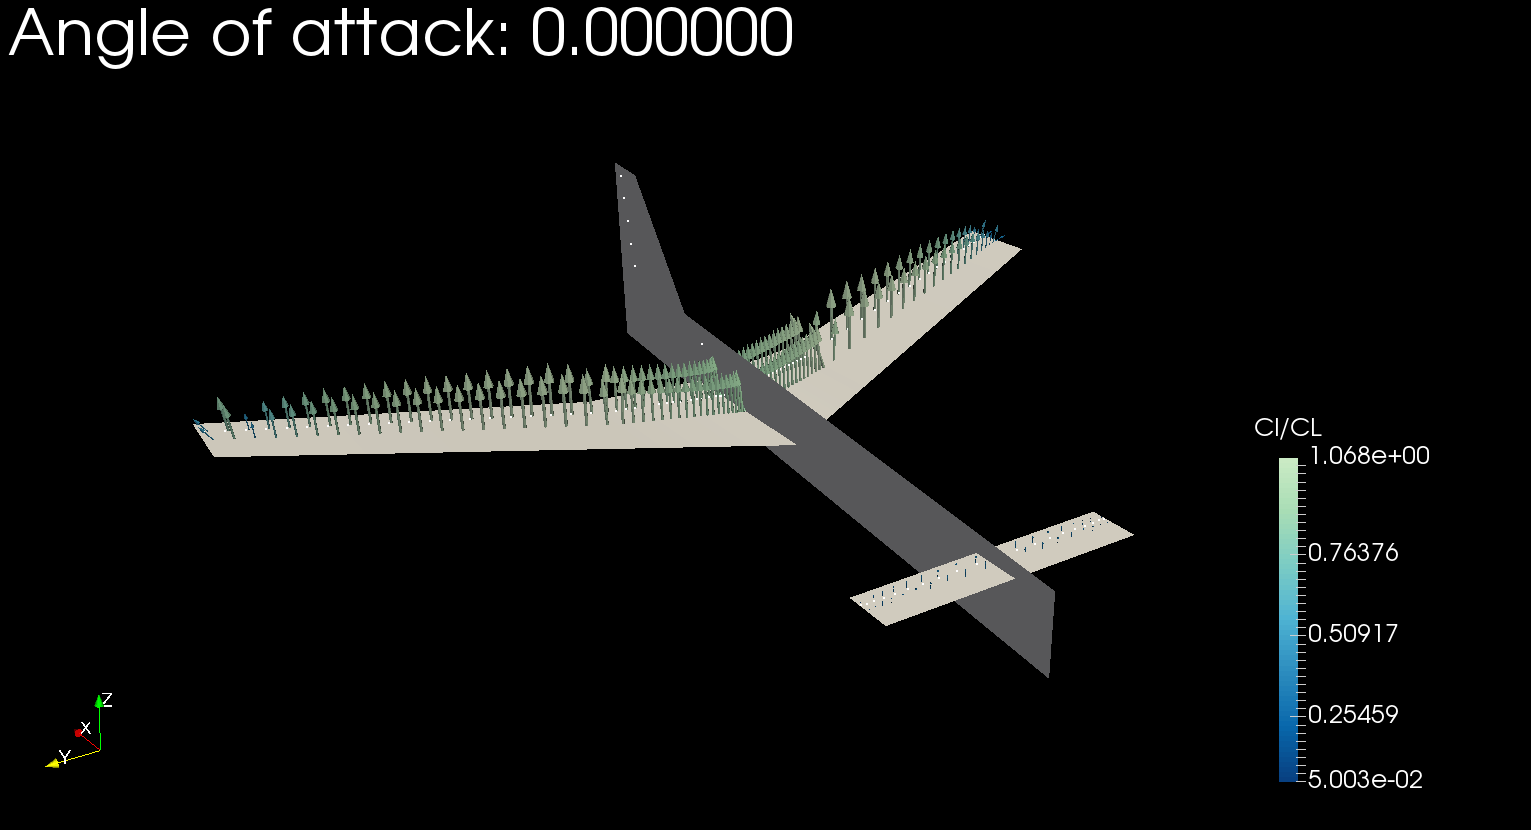 Angle of attack: 0.000000
Cl/CL
1.068e+00
0.76376
0.50917
0.25459
5.003e-02
Z
X
Y